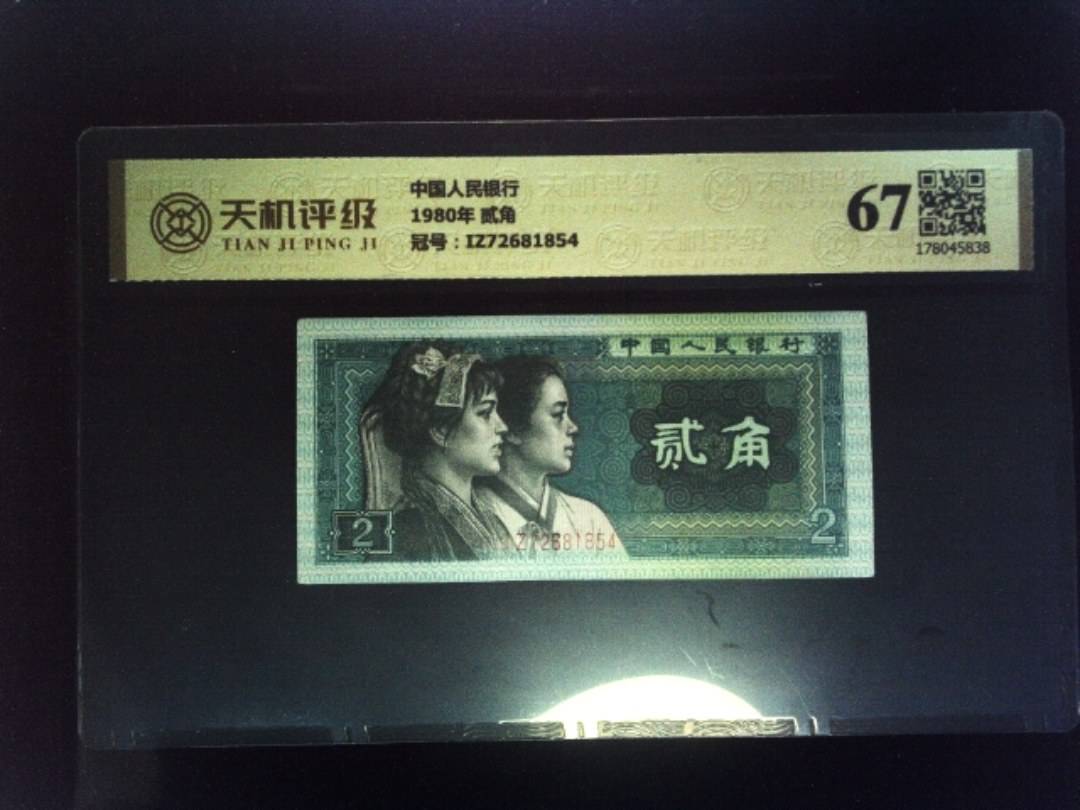 天机评级
TIAN JI PING JI
中国人民银行
1980年 贰角
冠号：IZ72681854
67
178045838
中国人民银行
贰角
2
IZ72681854
2